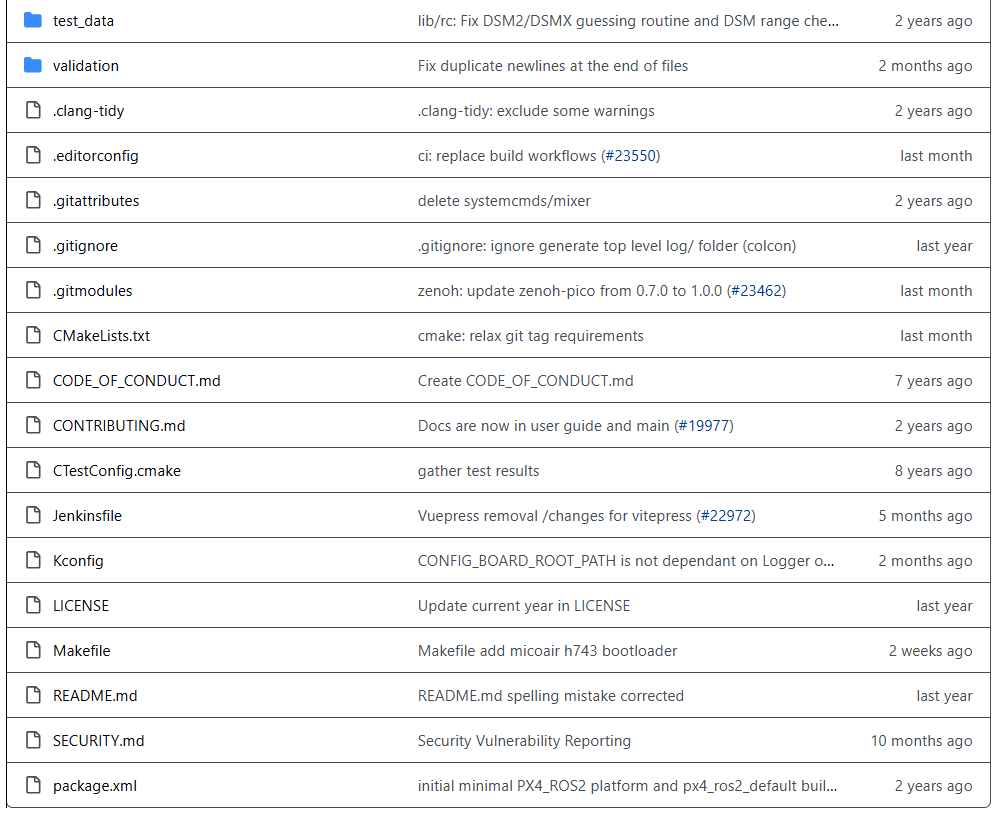 test_data lib/rc: Fix DSM2/DSMX guessing routine and DSM range che... 2 years ago
validation Fix duplicate newlines at the end of files 2 months ago
.clang-tidy .clang-tidy: exclude some warnings 2 years ago
.editorconfig ci: replace build workflows (#23550) last month
.gitattributes delete systemcmds/mixer 2 years ago
.gitignore .gitignore: ignore generate top level log/ folder (colcon) last year
.gitmodules zenoh: update zenoh-pico from 0.7.0 to 1.0.0 (#23462) last month
CMakeLists.txt cmake: relax git tag requirements last month
CODE_OF_CONDUCT.md Create CODE_OF_CONDUCT.md 7 years ago
CONTRIBUTING.md Docs are now in user guide and main (#19977) 2 years ago
CTestConfig.cmake gather test results 8 years ago
Jenkinsfile Vuepress removal /changes for vitepress (#22972) 5 months ago
Kconfig CONFIG_BOARD_ROOT_PATH is not dependant on Logger o... 2 months ago
LICENSE Update current year in LICENSE last year
Makefile Makefile add micoair h743 bootloader 2 weeks ago
README.md README.md spelling mistake corrected last year
SECURITY.md Security Vulnerability Reporting 10 months ago
package.xml initial minimal PX4_ROS2 platform and px4_ros2_default buil... 2 years ago